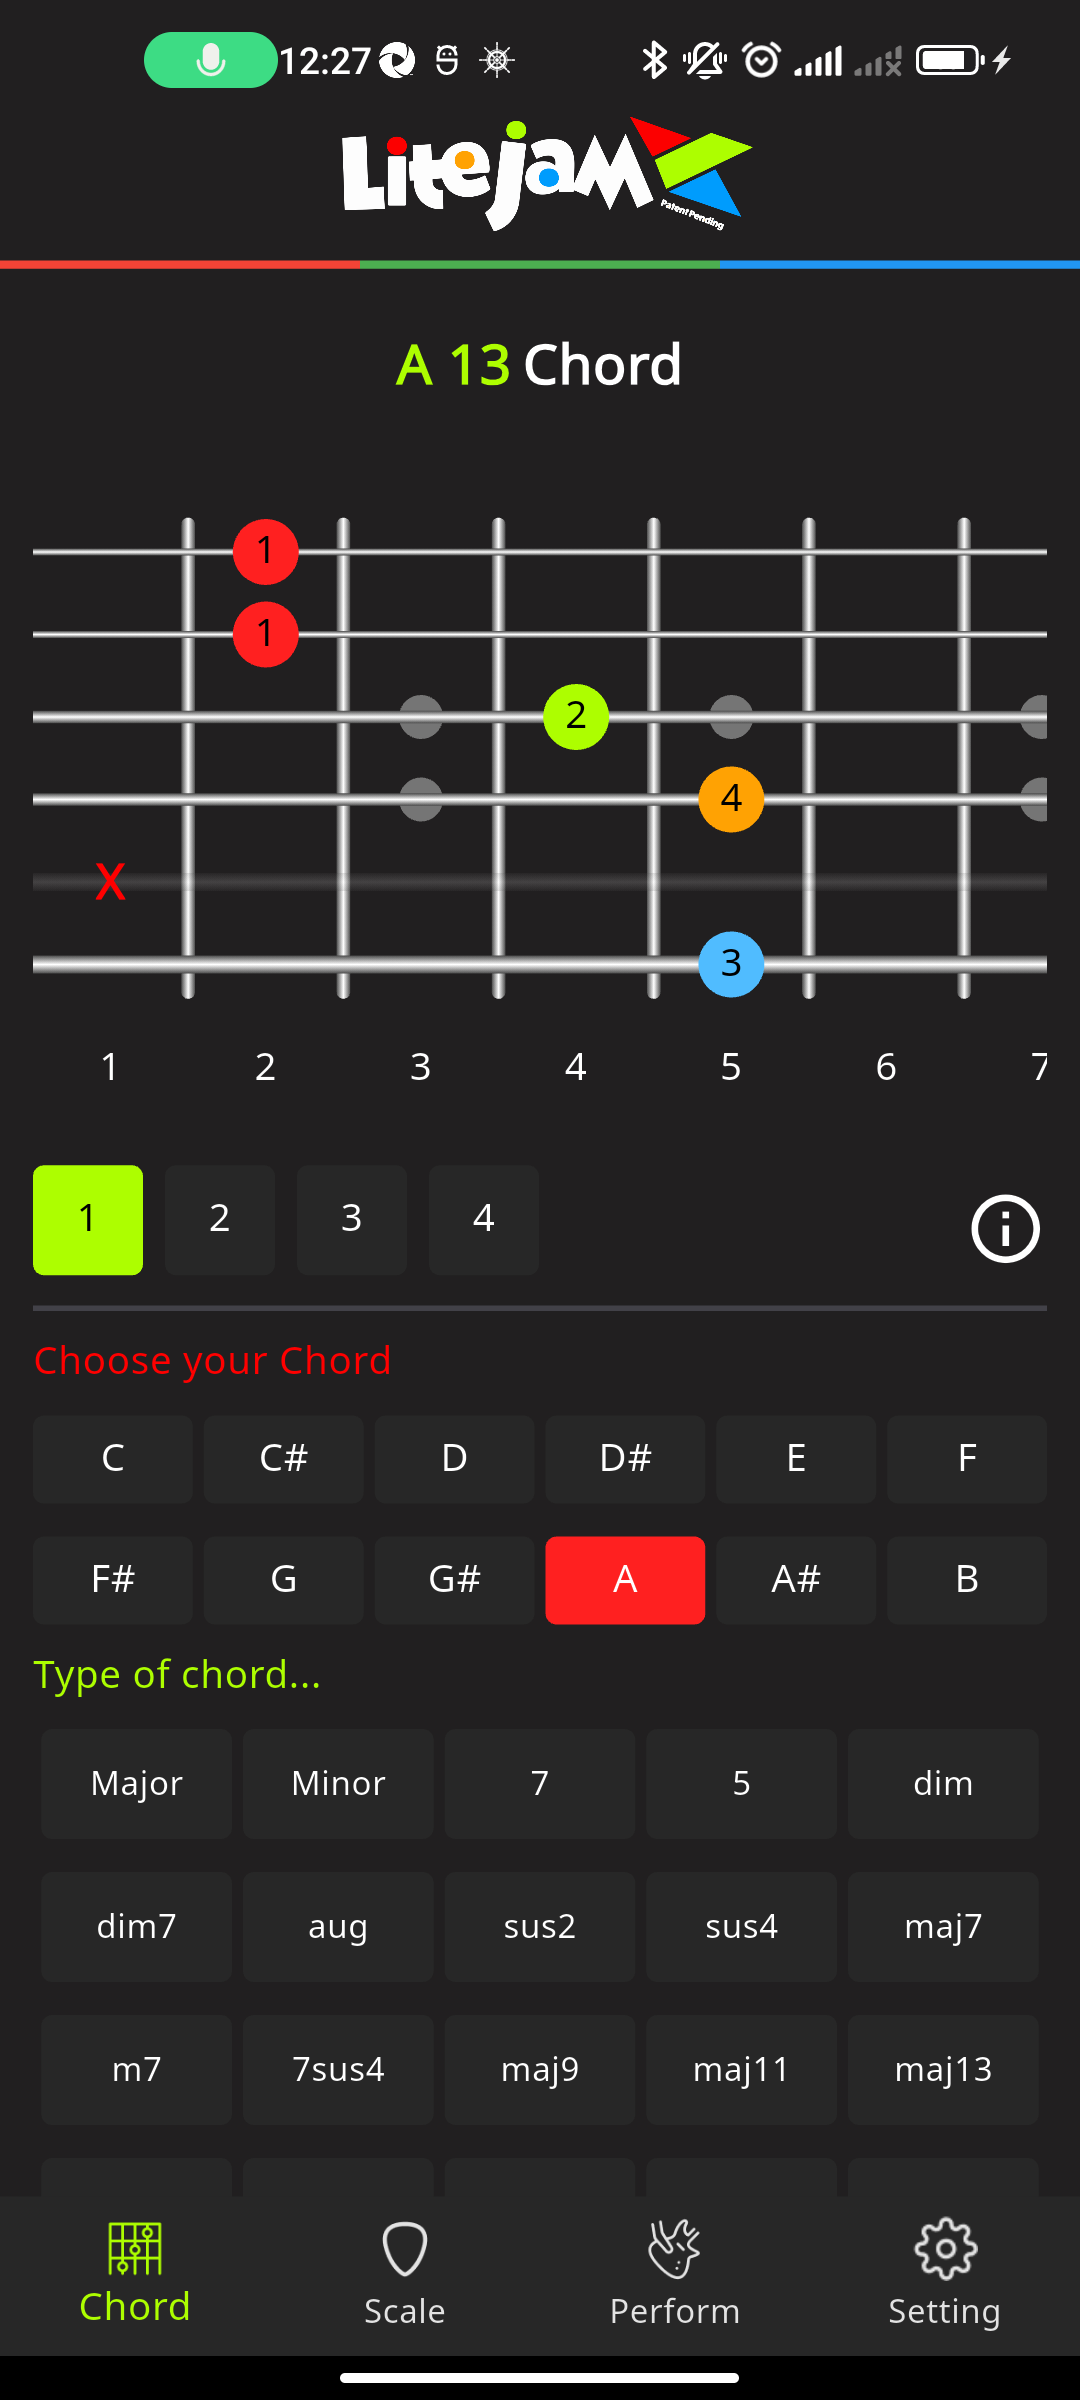 12:27
Litejam
Patent Pending
A 13 Chord
1
1
2
4
X
3
1 2 3 4 5 6 7
1 2 3 4
Choose your Chord
C C# D D# E F
F# G G# A A# B
Type of chord...
Major Minor 7 5 dim
dim7 aug sus2 sus4 maj7
m7 7sus4 maj9 maj11 maj13
Chord Scale Perform Setting